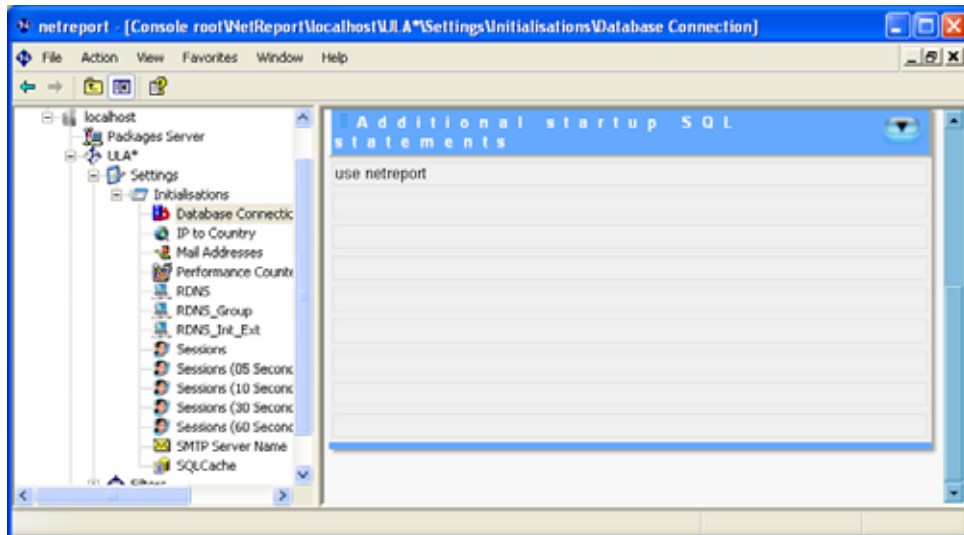 netreport - [Console root\NetReport\localhost\ULA*\Settings\Initialisations\Database Connection]
File Action View Favorites Window Help
localhost
Packages Server
ULA*
Settings
Initialisations
Database Connectic
IP to Country
Mail Addresses
Performance Counte
RDNS
RDNS_Group
RDNS_Int_Ext
Sessions
Sessions (05 Seconc
Sessions (10 Seconc
Sessions (30 Seconc
Sessions (60 Seconc
SMTP Server Name
SQLCache
Additional startup SQL
statements
use netreport